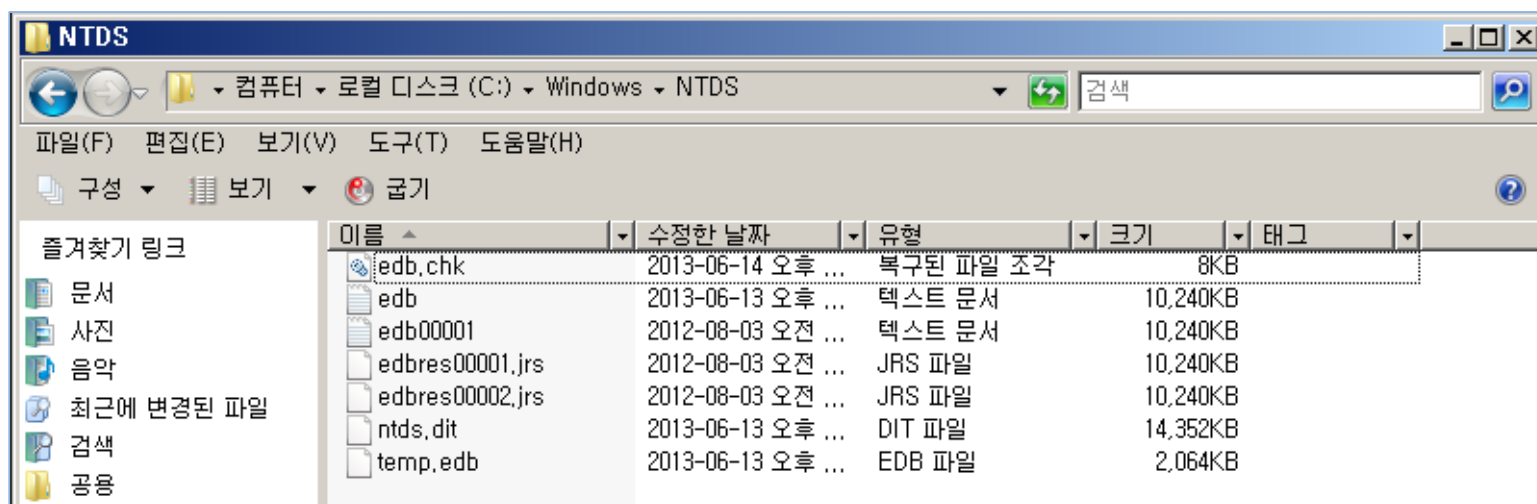 NTDS
컴퓨터 로컬 디스크 (C:) Windows NTDS 검색
파일(F) 편집(E) 보기(V) 도구(T) 도움말(H)
구성 보기 굽기
즐겨찾기 링크
문서
사진
음악
최근에 변경된 파일
검색
공용
이름 수정한 날짜 유형 크기 태그
edb.chk 2013-06-14 오후 ... 복구된 파일 조각 8KB
edb 2013-06-13 오후 ... 텍스트 문서 10,240KB
edb00001 2012-08-03 오전 ... 텍스트 문서 10,240KB
edbres00001.jrs 2012-08-03 오전 ... JRS 파일 10,240KB
edbres00002.jrs 2012-08-03 오전 ... JRS 파일 10,240KB
ntds.dit 2013-06-13 오후 ... DIT 파일 14,352KB
temp.edb 2013-06-13 오후 ... EDB 파일 2,064KB